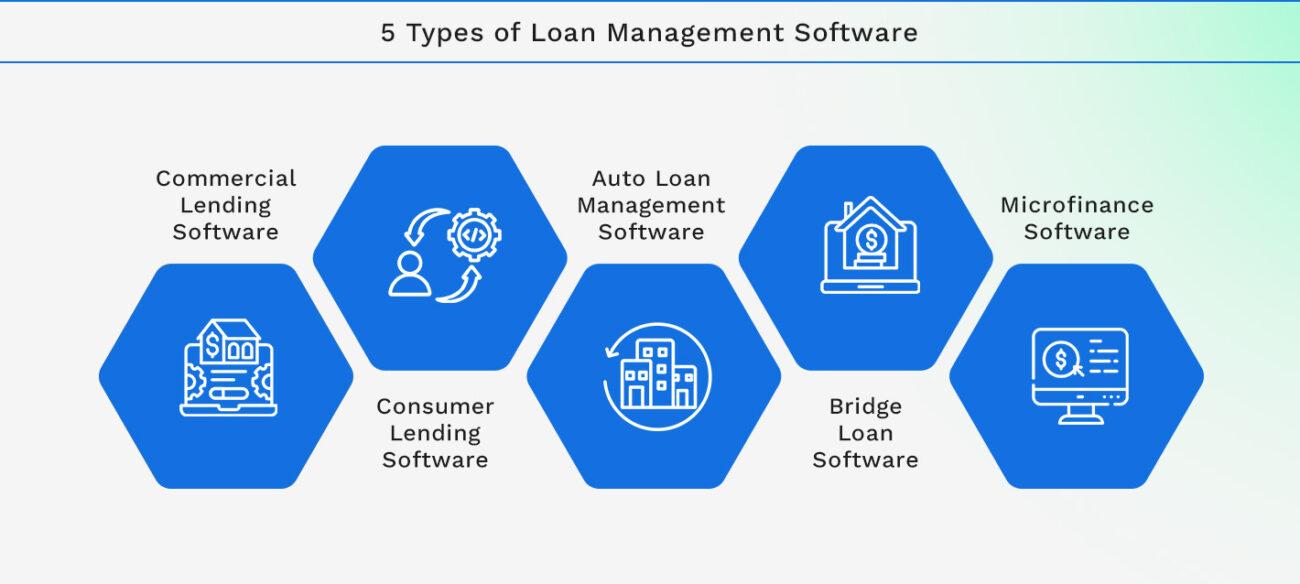 5 Types of Loan Management Software
Commercial
Lending
Software
Consumer
Lending
Software
Auto Loan
Management
Software
Bridge
Loan
Software
Microfinance
Software